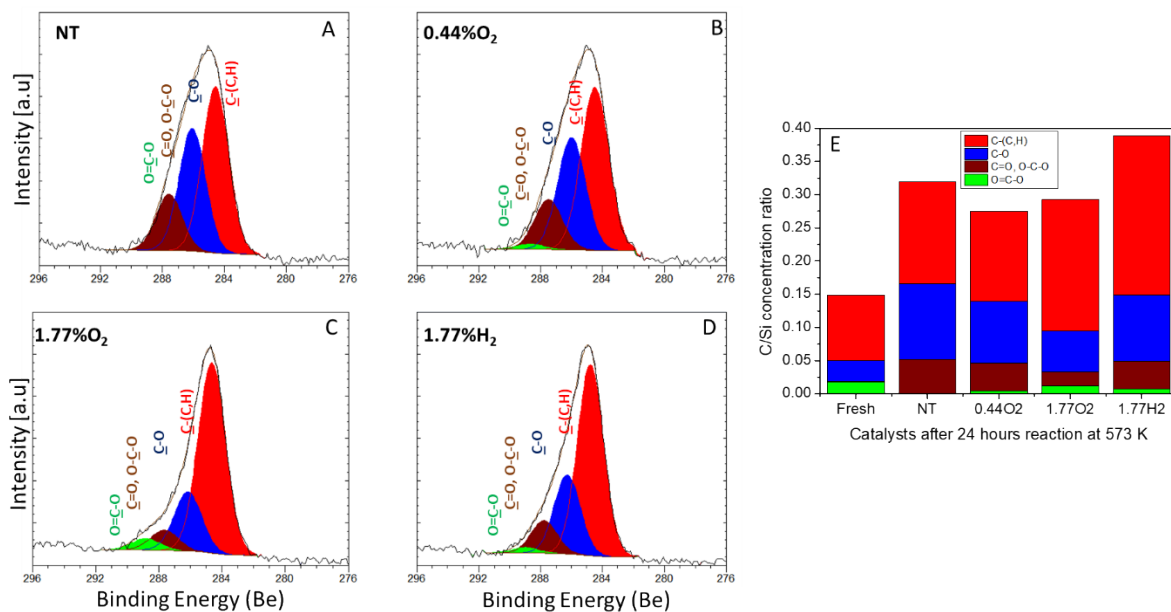 NT
A
Intensity [a.u]
O=C-O
C=O, O-C-O
C-O
C-(C,H)
296 292 288 284 280 276
0.44%O₂
B
O=C-O
C=O, O-C-O
C-O
C-(C,H)
296 292 288 284 280 276
1.77%O₂
C
Intensity [a.u]
O=C-O
C=O, O-C-O
C-O
C-(C,H)
296 292 288 284 280 276
Binding Energy (Be)
1.77%H₂
D
O=C-O
C=O, O-C-O
C-O
C-(C,H)
296 292 288 284 280 276
Binding Energy (Be)
E
C-(C,H)
C-O
C=O, O-C-O
O=C-O
C/Si concentration ratio
0.40
0.35
0.30
0.25
0.20
0.15
0.10
0.05
0.00
Fresh NT 0.44O2 1.77O2 1.77H2
Catalysts after 24 hours reaction at 573 K